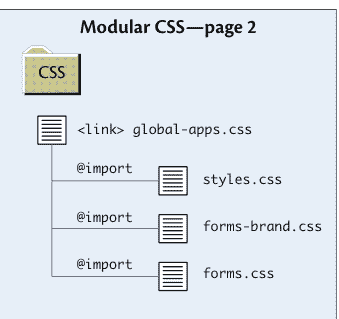 Modular CSS—page 2
CSS
<link> global-apps.css
@import
styles.css
@import
forms-brand.css
@import
forms.css